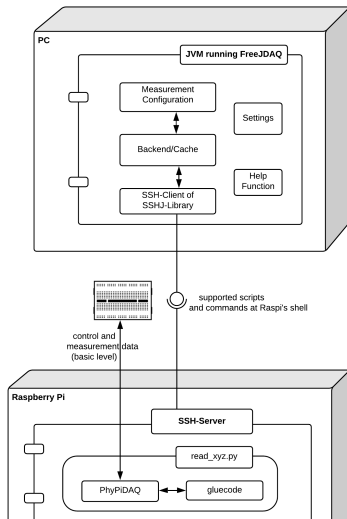 PC
JVM running FreeJDAQ
Measurement
Configuration
Settings
Backend/Cache
Help
Function
SSH-Client of
SSHJ-Library
supported scripts
and commands at Raspi's shell
control and
measurement data
(basic level)
Raspberry Pi
SSH-Server
read_xyz.py
PhyPiDAQ
gluecode